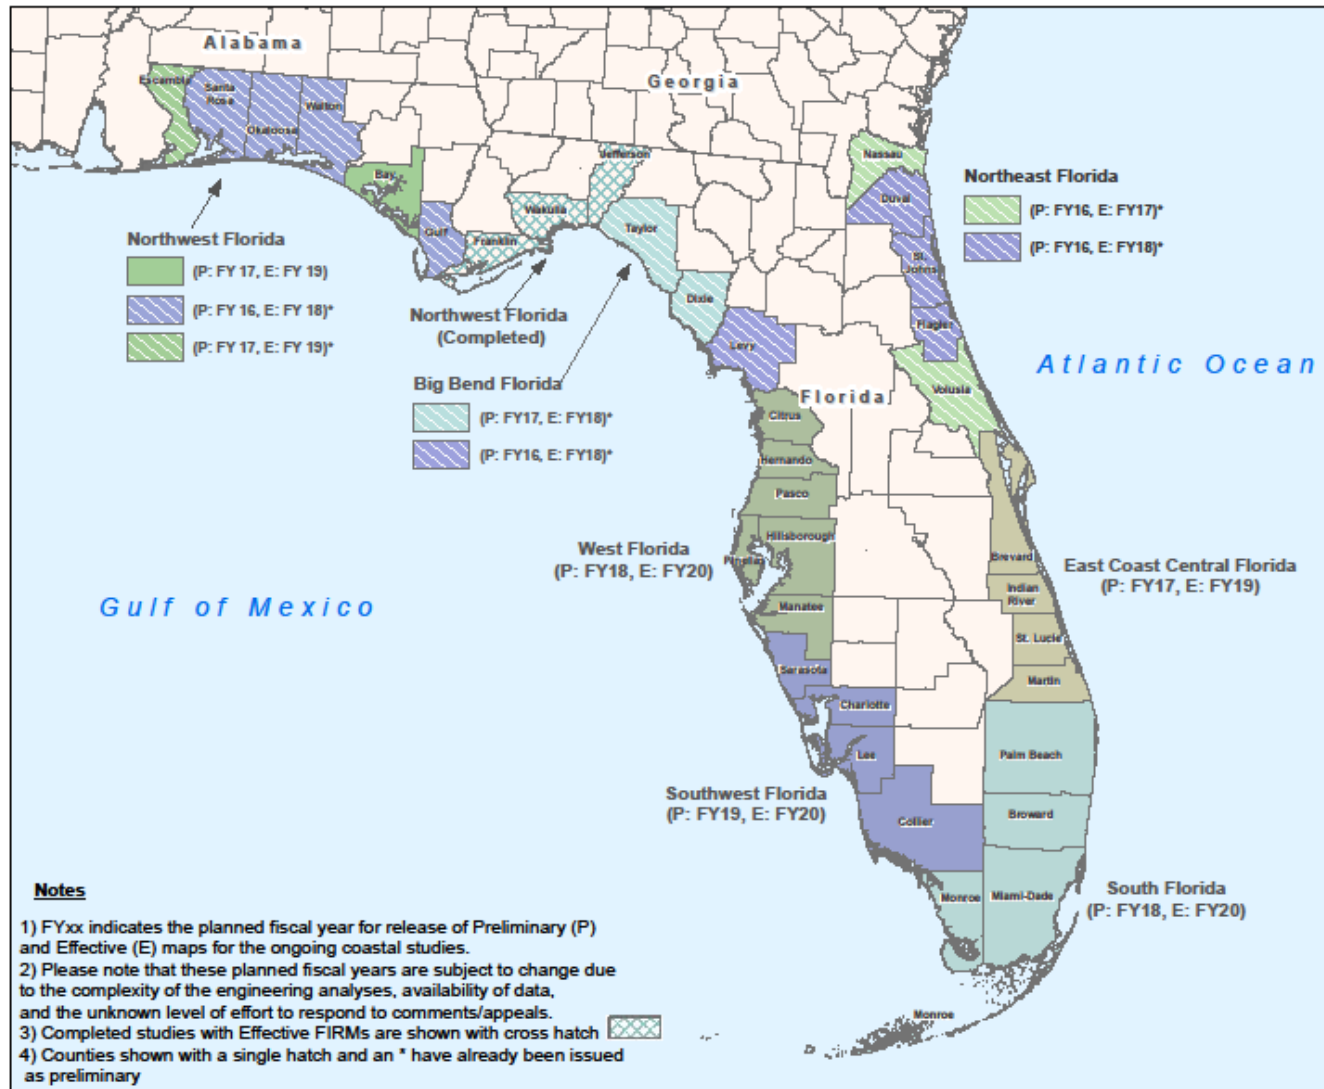 Alabama
Georgia
Escambia
Santa
Rosa
Okaloosa
Walton
Bay
Gulf
Franklin
Wakulla
Jefferson
Taylor
Dixie
Levy
Nassau
Duval
St.
Johns
Flagler
Volusia
Northwest Florida
(P: FY 17, E: FY 19)
(P: FY 16, E: FY 18)*
(P: FY 17, E: FY 19)*
Northwest Florida
(Completed)
Big Bend Florida
(P: FY17, E: FY18)*
(P: FY16, E: FY18)*
Northeast Florida
(P: FY16, E: FY17)*
(P: FY16, E: FY18)*
Atlantic Ocean
Florida
Citrus
Hernando
Pasco
Hillsborough
Pinellas
Manatee
Sarasota
Charlotte
Lee
Collier
Brevard
Indian
River
St. Lucie
Martin
Palm Beach
Broward
Miami-Dade
Monroe
Monroe
West Florida
(P: FY18, E: FY20)
East Coast Central Florida
(P: FY17, E: FY19)
Gulf of Mexico
Southwest Florida
(P: FY19, E: FY20)
South Florida
(P: FY18, E: FY20)
Notes
1) FYxx indicates the planned fiscal year for release of Preliminary (P)
and Effective (E) maps for the ongoing coastal studies.
2) Please note that these planned fiscal years are subject to change due
to the complexity of the engineering analyses, availability of data,
and the unknown level of effort to respond to comments/appeals.
3) Completed studies with Effective FIRMs are shown with cross hatch
4) Counties shown with a single hatch and an * have already been issued
as preliminary